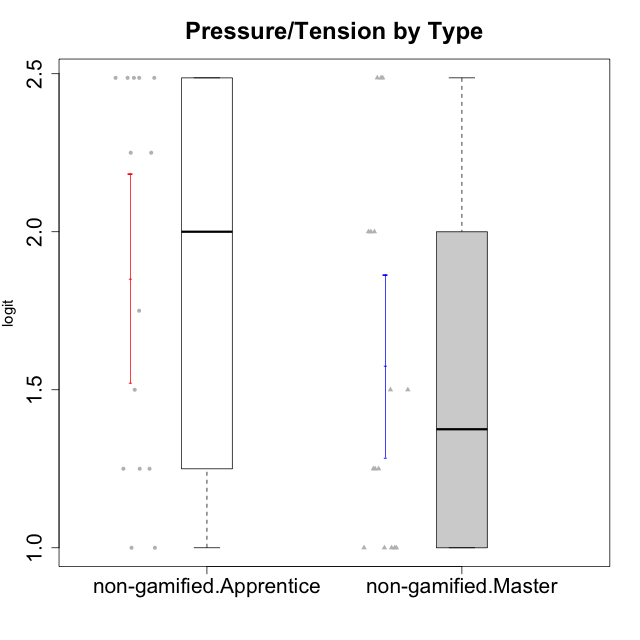 Pressure/Tension by Type
logit
2.5
2.0
1.5
1.0
non-gamified.Apprentice
non-gamified.Master